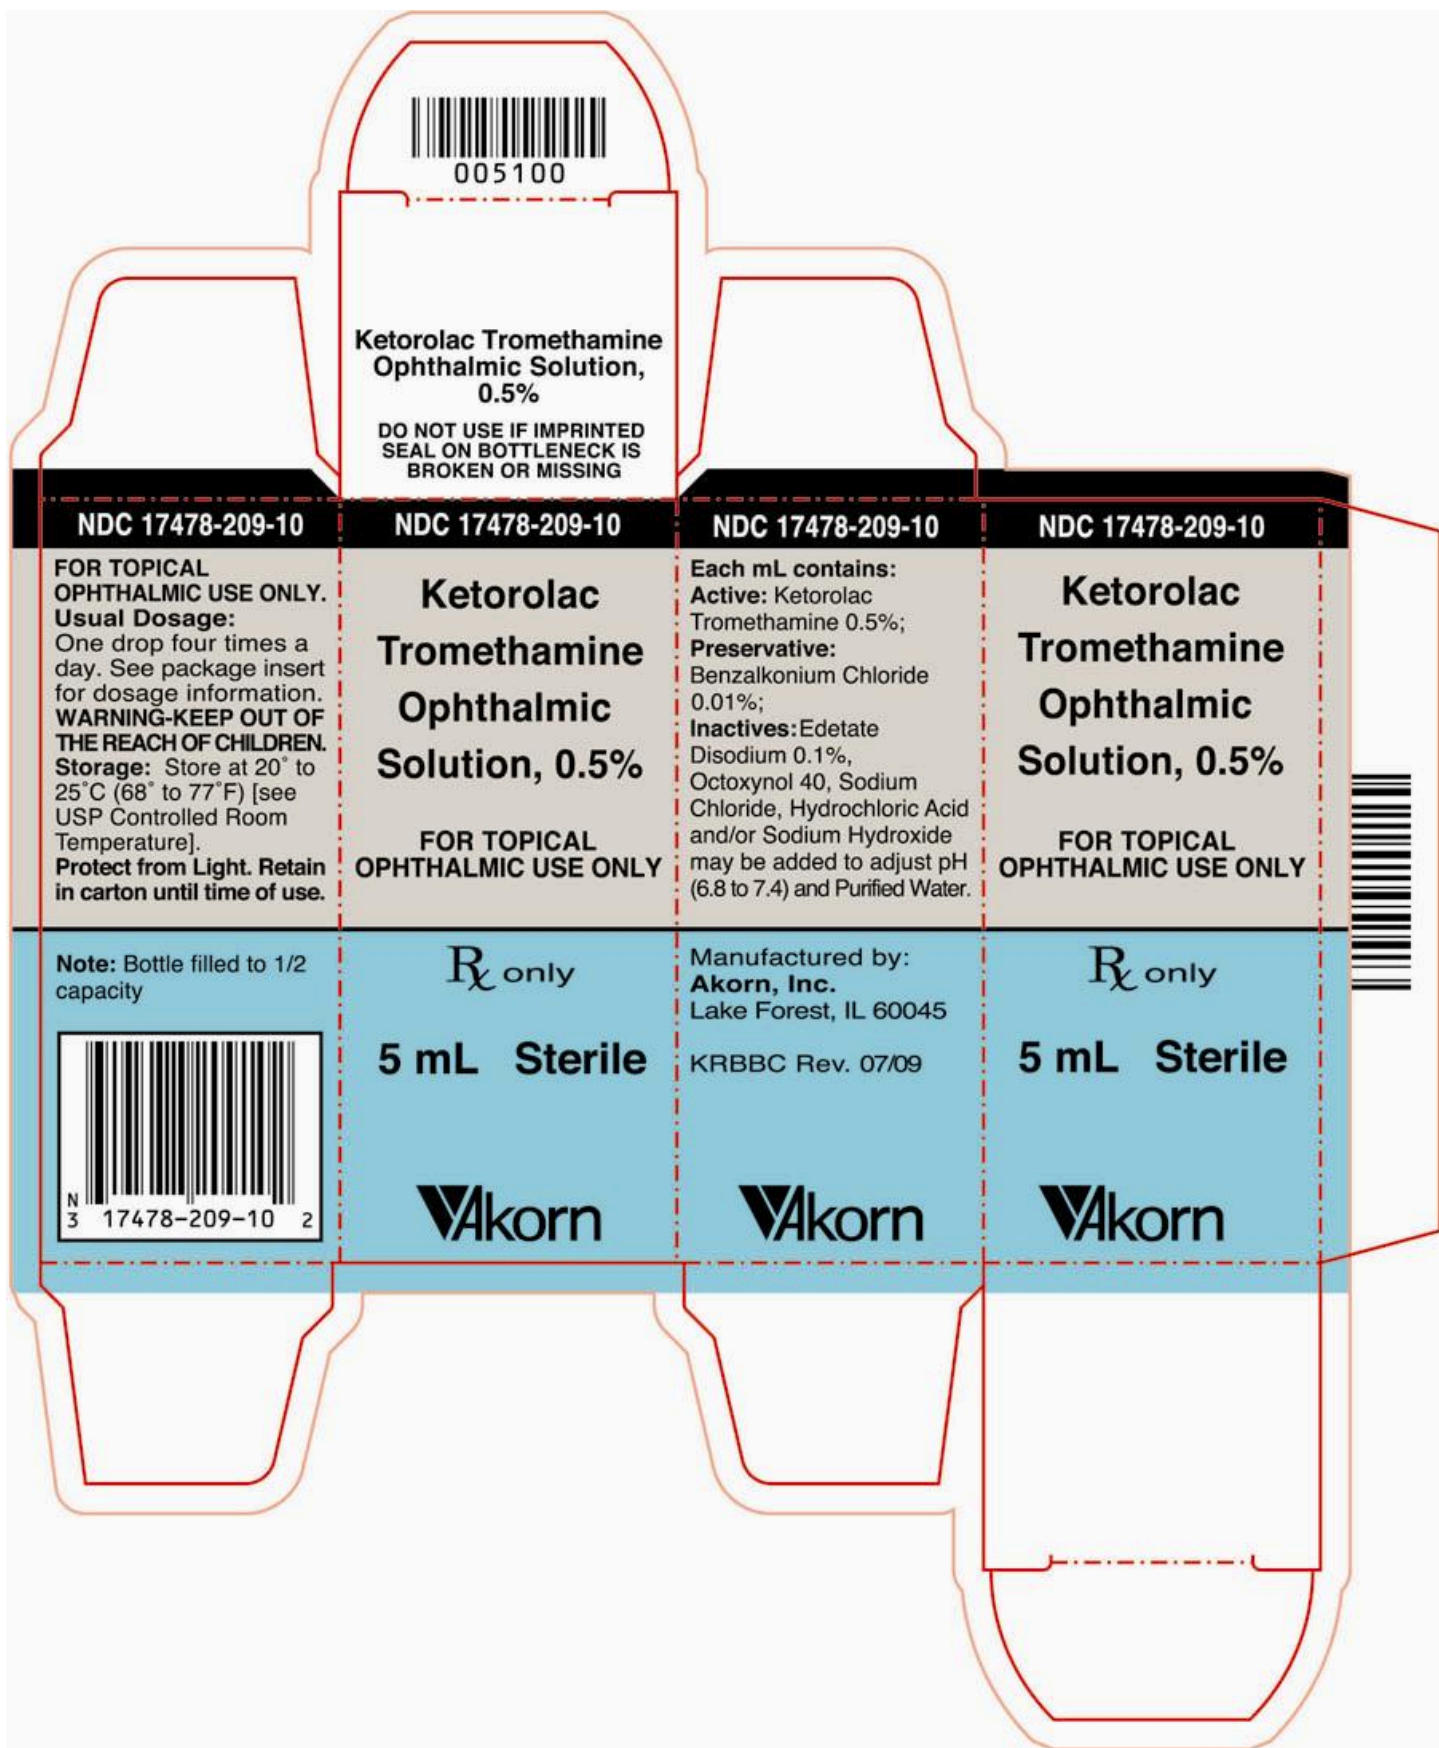 005100
Ketorolac Tromethamine
Ophthalmic Solution,
0.5%
DO NOT USE IF IMPRINTED
SEAL ON BOTTLENECK IS
BROKEN OR MISSING
NDC 17478-209-10
FOR TOPICAL
OPHTHALMIC USE ONLY.
Usual Dosage:
One drop four times a
day. See package insert
for dosage information.
WARNING-KEEP OUT OF
THE REACH OF CHILDREN.
Storage: Store at 20° to
25°C (68° to 77°F) [see
USP Controlled Room
Temperature].
Protect from Light. Retain
in carton until time of use.
Note: Bottle filled to 1/2
capacity
N
3 17478-209-10 2
NDC 17478-209-10
Ketorolac
Tromethamine
Ophthalmic
Solution, 0.5%
FOR TOPICAL
OPHTHALMIC USE ONLY
Rx only
5 mL Sterile
Akorn
NDC 17478-209-10
Each mL contains:
Active: Ketorolac
Tromethamine 0.5%;
Preservative:
Benzalkonium Chloride
0.01%;
Inactives: Edetate
Disodium 0.1%,
Octoxynol 40, Sodium
Chloride, Hydrochloric Acid
and/or Sodium Hydroxide
may be added to adjust pH
(6.8 to 7.4) and Purified Water.
Manufactured by:
Akorn, Inc.
Lake Forest, IL 60045
KRBBC Rev. 07/09
Akorn
NDC 17478-209-10
Ketorolac
Tromethamine
Ophthalmic
Solution, 0.5%
FOR TOPICAL
OPHTHALMIC USE ONLY
Rx only
5 mL Sterile
Akorn